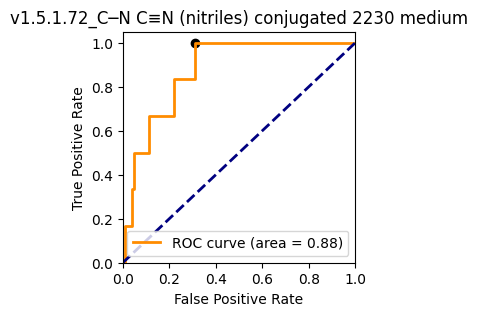 v1.5.1.72_C─N C≡N (nitriles) conjugated 2230 medium
1.0
0.8
0.6
0.4
0.2
0.0
True Positive Rate
ROC curve (area = 0.88)
0.0 0.2 0.4 0.6 0.8 1.0
False Positive Rate